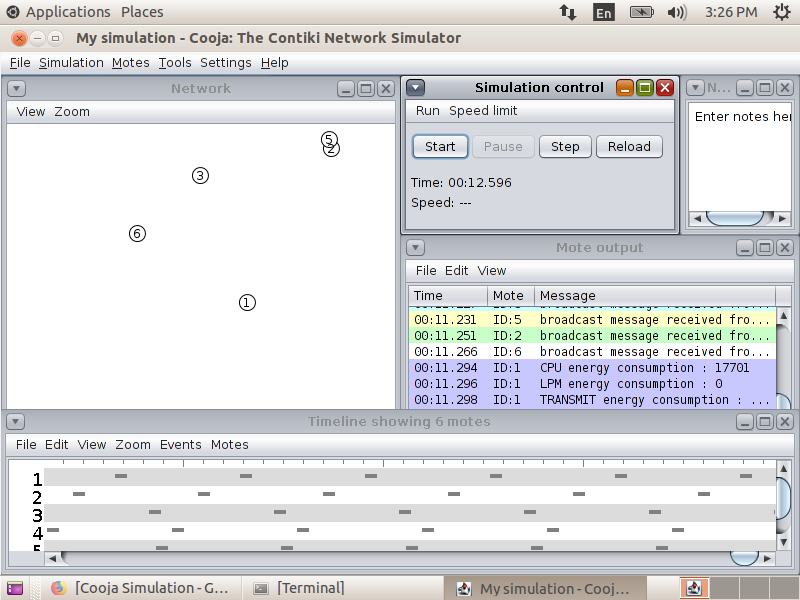 Applications Places En 3:26 PM
My simulation - Cooja: The Contiki Network Simulator
File Simulation Motes Tools Settings Help
Network
View Zoom
5
2
3
6
1
Simulation control
Run Speed limit
Start Pause Step Reload
Time: 00:12.596
Speed: ---
N...
Enter notes her
Mote output
File Edit View
Time Mote Message
00:11.231 ID:5 broadcast message received fro...
00:11.251 ID:2 broadcast message received fro...
00:11.266 ID:6 broadcast message received fro...
00:11.294 ID:1 CPU energy consumption : 17701
00:11.296 ID:1 LPM energy consumption : 0
00:11.298 ID:1 TRANSMIT energy consumption : ...
Timeline showing 6 motes
File Edit View Zoom Events Motes
1
2
3
4
5
[Cooja Simulation - G... [Terminal] My simulation - Cooj...